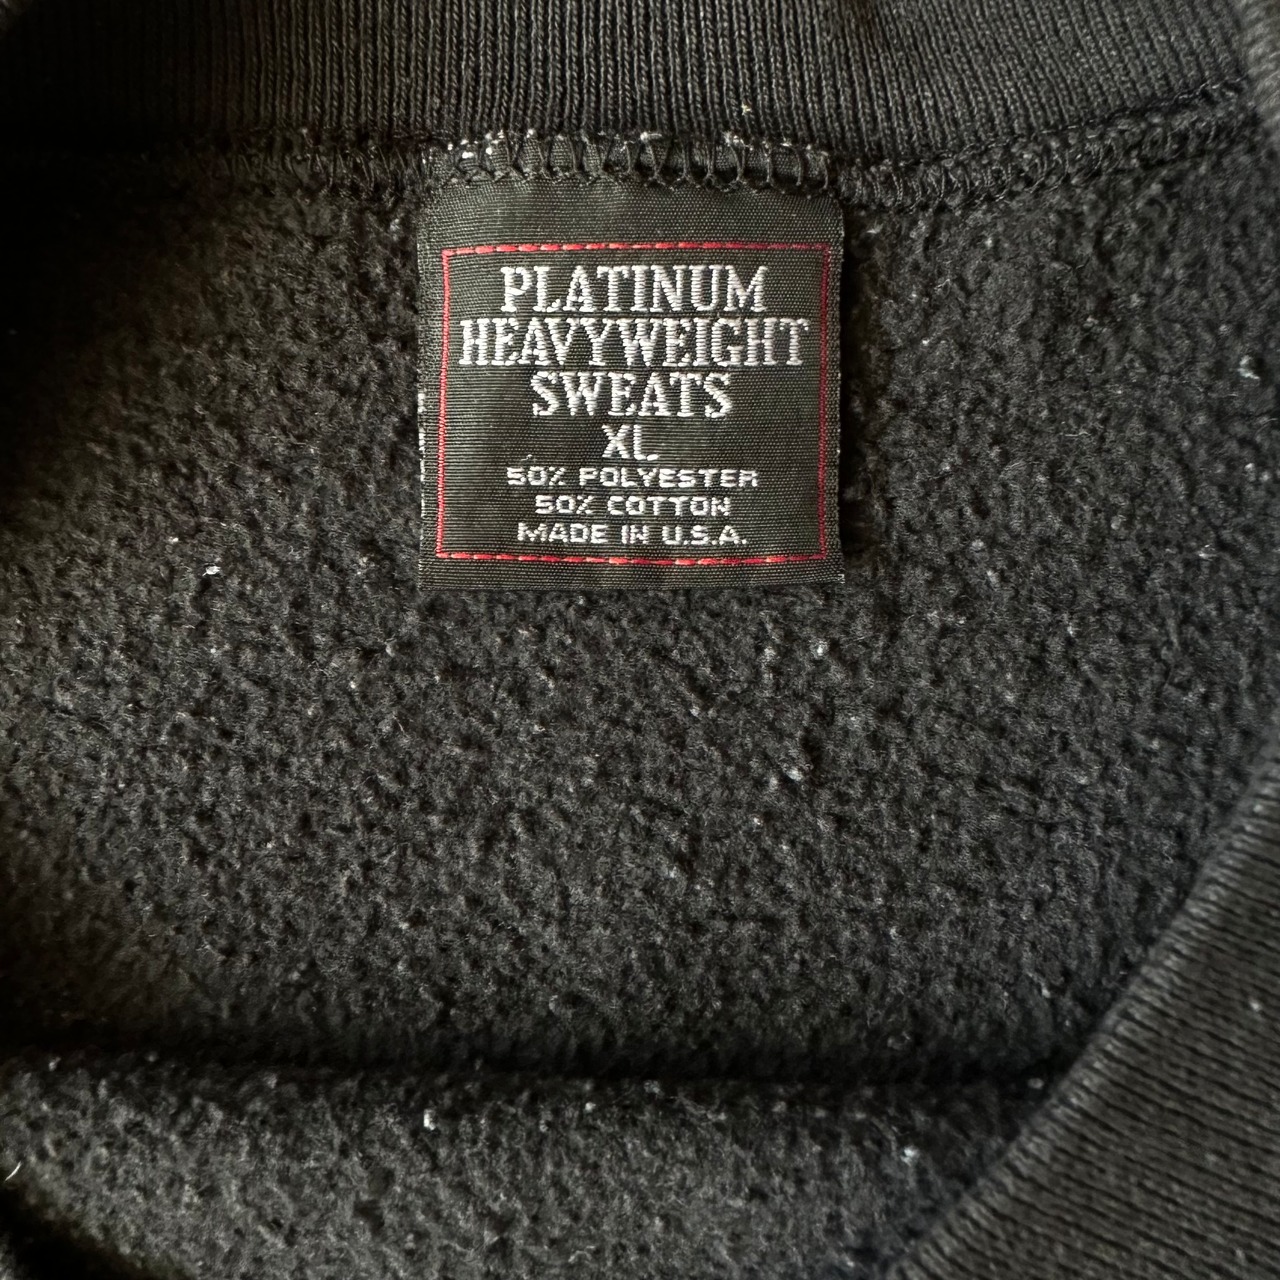 PLATINUM
HEAVYWEIGHT
SWEATS
XL
50% POLYESTER
50% COTTON
MADE IN U.S.A.